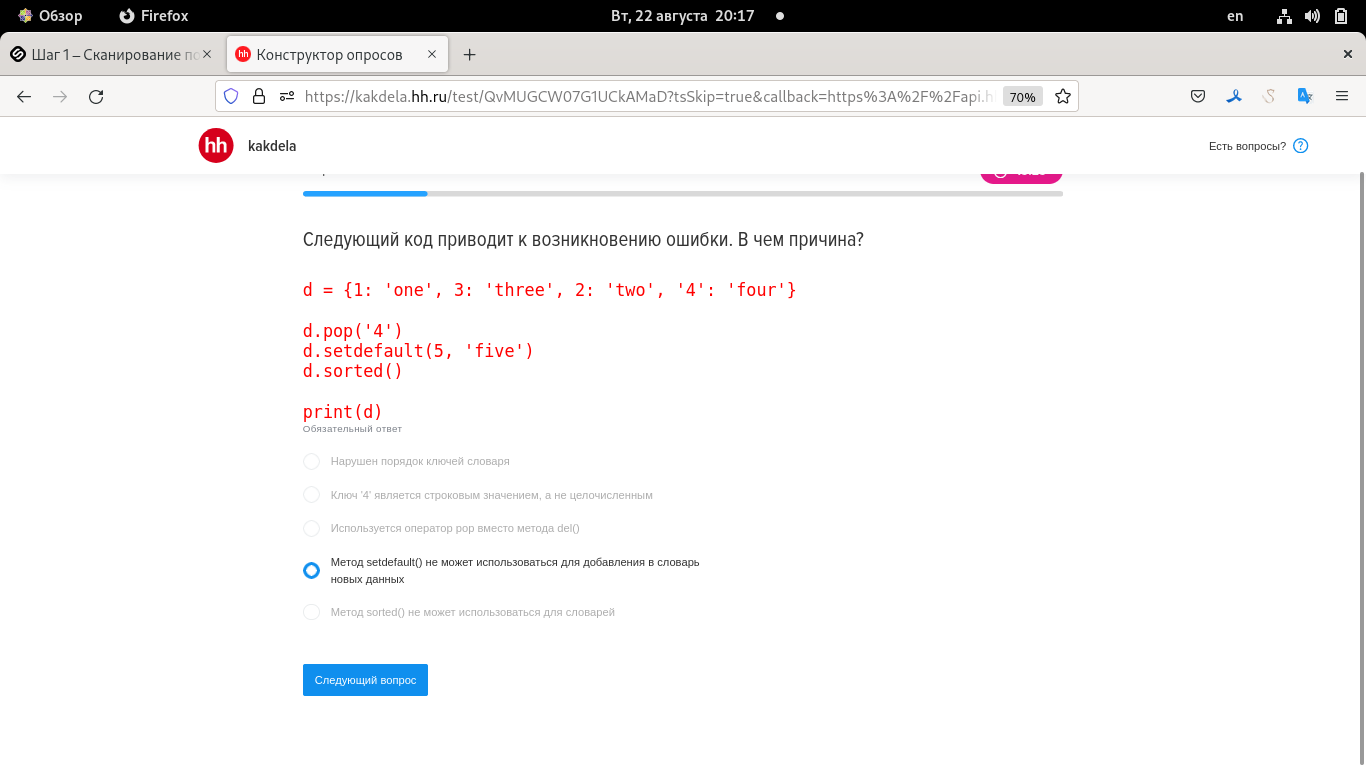 Обзор
Firefox
Вт, 22 августа 20:17
en
Шаг 1 – Сканирование по
Конструктор опросов
https://kakdela.hh.ru/test/QvMUGCW07G1UCkAMaD?tsSkip=true&callback=https%3A%2F%2Fapi.h
70%
hh
kakdela
Есть вопросы?
Следующий код приводит к возникновению ошибки. В чем причина?
d = {1: 'one', 3: 'three', 2: 'two', '4': 'four'}
d.pop('4')
d.setdefault(5, 'five')
d.sorted()
print(d)
Обязательный ответ
Нарушен порядок ключей словаря
Ключ '4' является строковым значением, а не целочисленным
Используется оператор pop вместо метода del()
Метод setdefault() не может использоваться для добавления в словарь
новых данных
Метод sorted() не может использоваться для словарей
Следующий вопрос